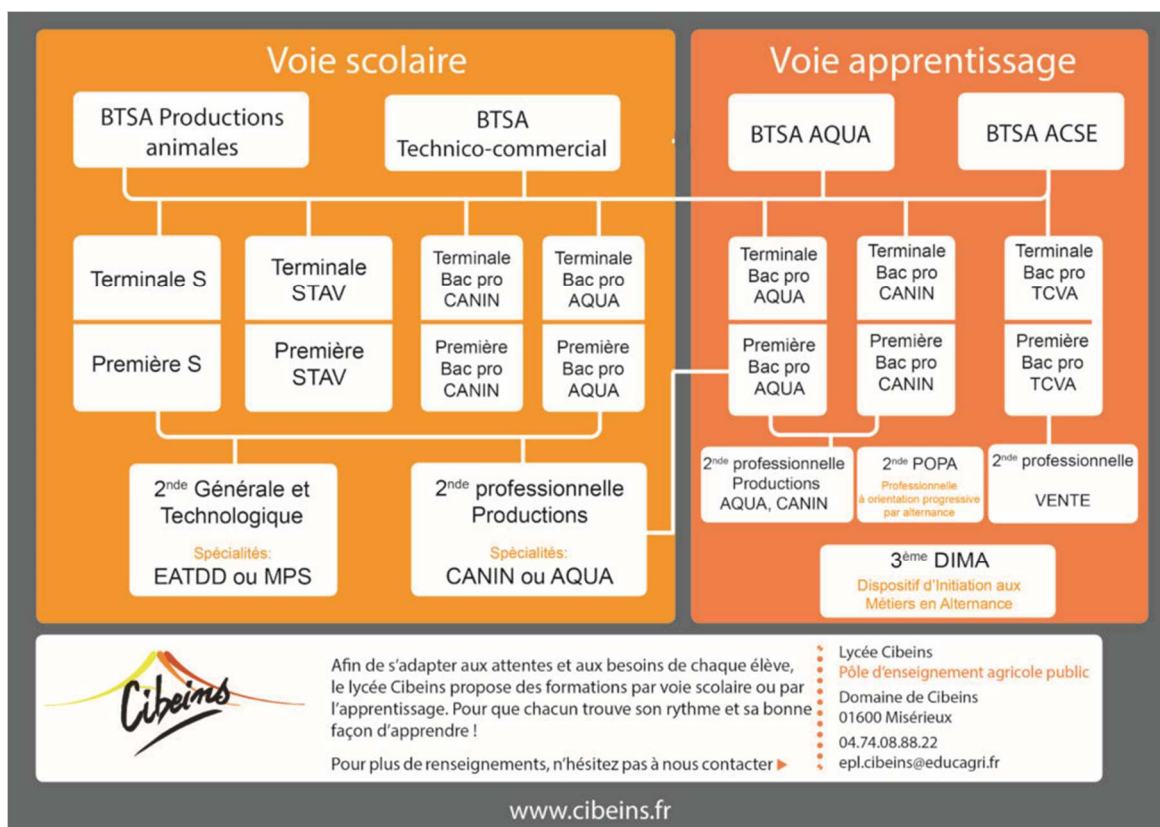 Voie scolaire
BTSA Productions
animales
BTSA
Technico-commercial
Terminale S
Première S
Terminale
STAV
Première
STAV
Terminale
Bac pro
CANIN
Première
Bac pro
CANIN
Terminale
Bac pro
AQUA
Première
Bac pro
AQUA
2nde Générale et
Technologique
Spécialités:
EATDD ou MPS
2nde professionnelle
Productions
Spécialités:
CANIN ou AQUA
Voie apprentissage
BTSA AQUA
BTSA ACSE
Terminale
Bac pro
AQUA
Première
Bac pro
AQUA
Terminale
Bac pro
CANIN
Première
Bac pro
CANIN
Terminale
Bac pro
TCVA
Première
Bac pro
TCVA
2nde professionnelle
Productions
AQUA, CANIN
2nde POPA
Professionnelle
à orientation progressive
par alternance
2nde professionnelle
VENTE
3ème DIMA
Dispositif d'Initiation aux
Métiers en Alternance
Cibeins
Afin de s'adapter aux attentes et aux besoins de chaque élève,
le lycée Cibeins propose des formations par voie scolaire ou par
l'apprentissage. Pour que chacun trouve son rythme et sa bonne
façon d'apprendre !
Pour plus de renseignements, n'hésitez pas à nous contacter
Lycée Cibeins
Pôle d'enseignement agricole public
Domaine de Cibeins
01600 Misérieux
04.74.08.88.22
epl.cibeins@educagri.fr
www.cibeins.fr